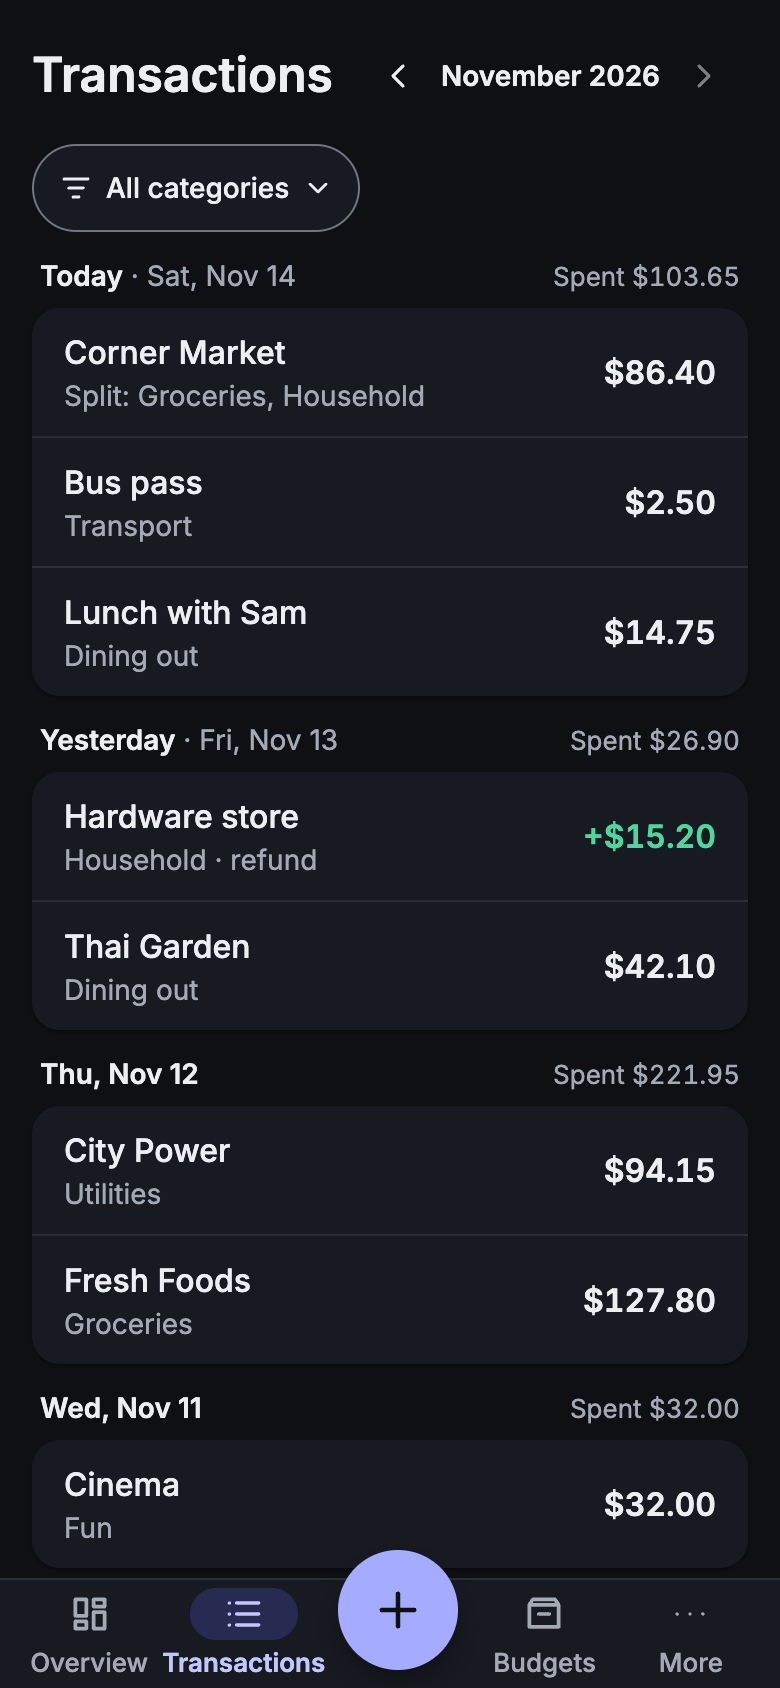 Transactions
November 2026
All categories
Today · Sat, Nov 14 Spent $103.65
Corner Market
Split: Groceries, Household
$86.40
Bus pass
Transport
$2.50
Lunch with Sam
Dining out
$14.75
Yesterday · Fri, Nov 13 Spent $26.90
Hardware store
Household · refund
+$15.20
Thai Garden
Dining out
$42.10
Thu, Nov 12 Spent $221.95
City Power
Utilities
$94.15
Fresh Foods
Groceries
$127.80
Wed, Nov 11 Spent $32.00
Cinema
Fun
$32.00
Overview Transactions Budgets More